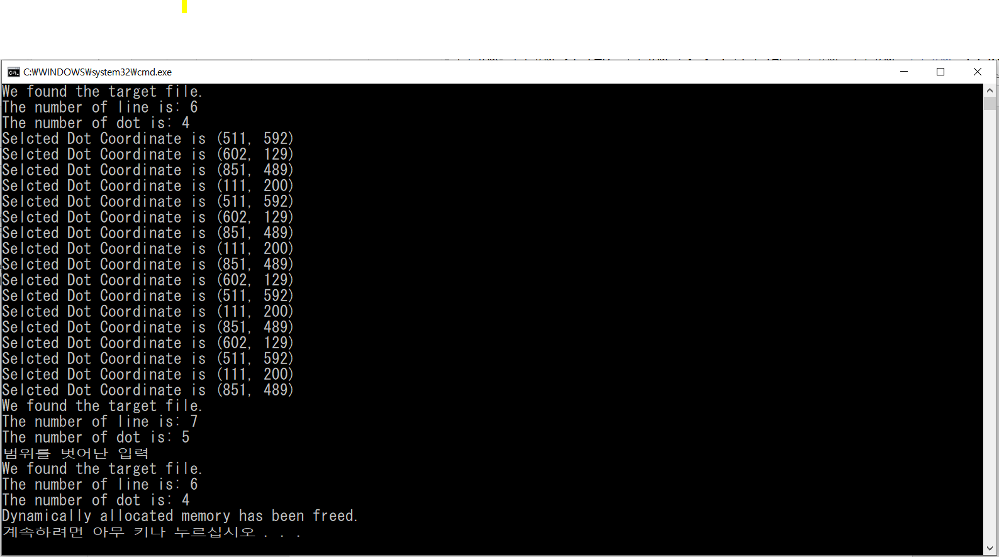 C:₩WINDOWS₩system32₩cmd.exe
We found the target file.
The number of line is: 6
The number of dot is: 4
Selcted Dot Coordinate is (511, 592)
Selcted Dot Coordinate is (602, 129)
Selcted Dot Coordinate is (851, 489)
Selcted Dot Coordinate is (111, 200)
Selcted Dot Coordinate is (511, 592)
Selcted Dot Coordinate is (602, 129)
Selcted Dot Coordinate is (851, 489)
Selcted Dot Coordinate is (111, 200)
Selcted Dot Coordinate is (851, 489)
Selcted Dot Coordinate is (602, 129)
Selcted Dot Coordinate is (511, 592)
Selcted Dot Coordinate is (111, 200)
Selcted Dot Coordinate is (851, 489)
Selcted Dot Coordinate is (602, 129)
Selcted Dot Coordinate is (511, 592)
Selcted Dot Coordinate is (111, 200)
Selcted Dot Coordinate is (851, 489)
We found the target file.
The number of line is: 7
The number of dot is: 5
범위를 벗어난 입력
We found the target file.
The number of line is: 6
The number of dot is: 4
Dynamically allocated memory has been freed.
계속하려면 아무 키나 누르십시오 . . .